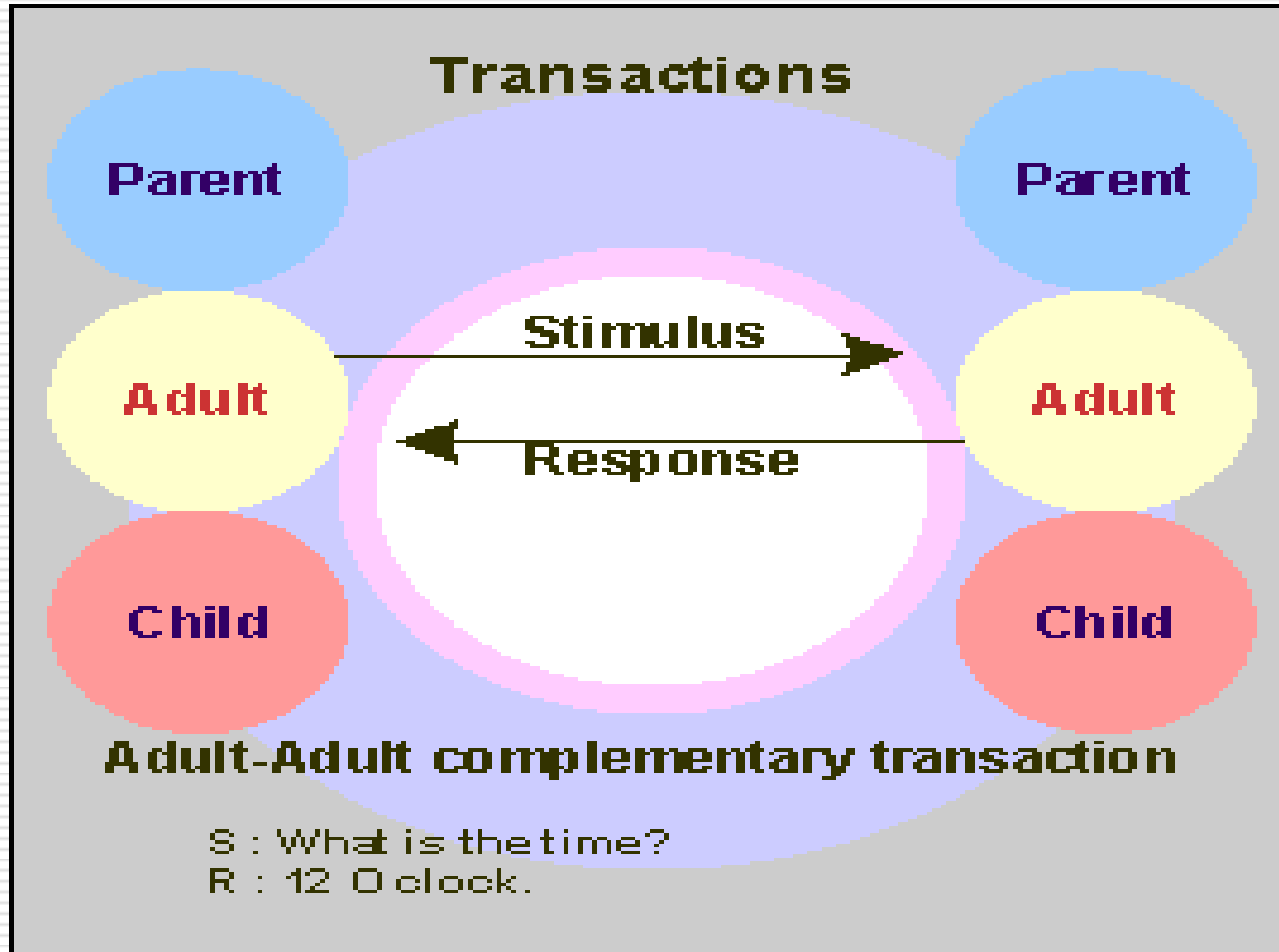 Transactions
Parent Parent
Stimulus
Adult Adult
Response
Child Child
Adult-Adult complementary transaction
S : What is the time?
R : 12 O clock.